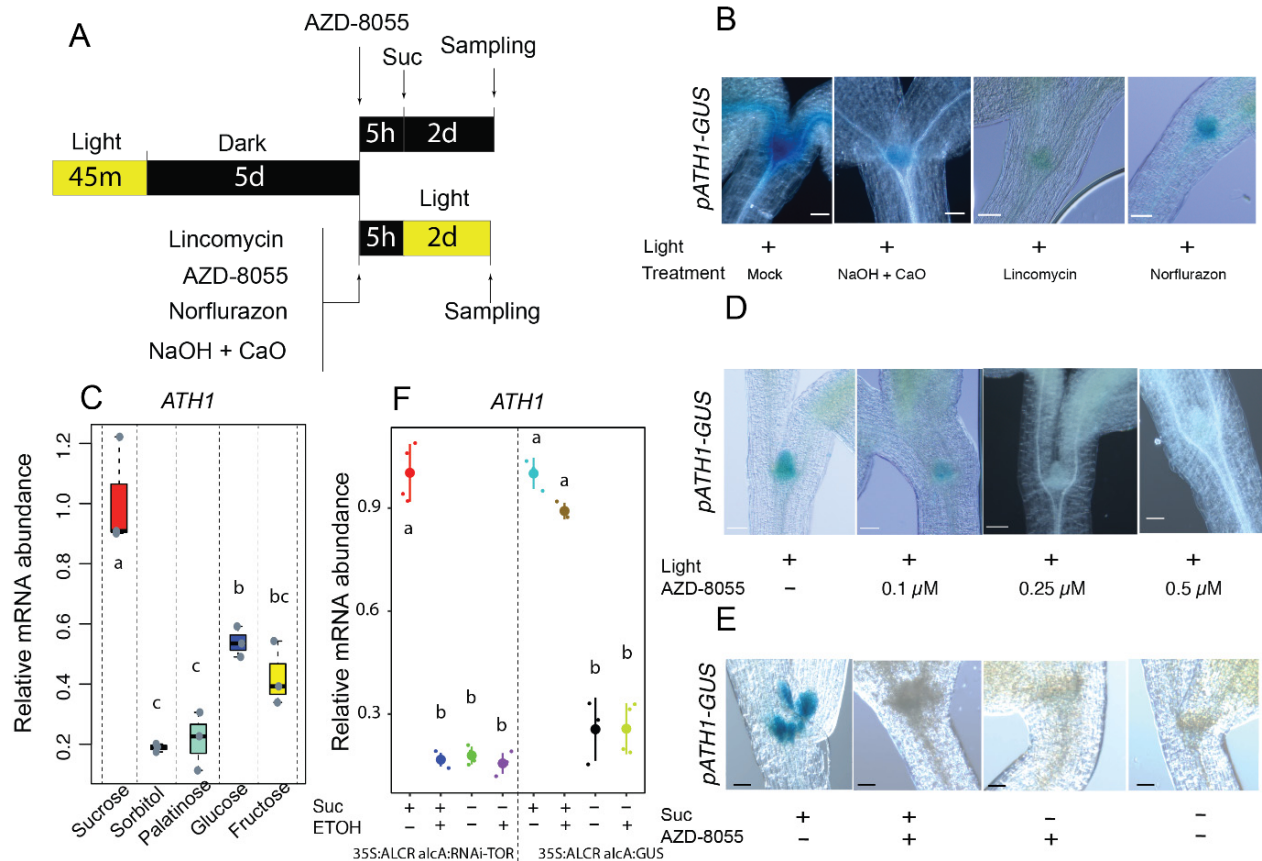 A
AZD-8055
Suc
Sampling
Light
Dark
45m
5d
5h
2d
Light
5h
2d
Lincomycin
AZD-8055
Norflurazon
NaOH + CaO
Sampling
B
pATH1-GUS
Light + + + +
Treatment Mock NaOH + CaO Lincomycin Norflurazon
C
ATH1
Relative mRNA abundance
1.2
1.0
0.8
0.6
0.4
0.2
a
c
c
b
bc
Sucrose
Sorbitol
Palatinose
Glucose
Fructose
F
ATH1
Relative mRNA abundance
0.9
0.6
0.3
a
b
b
b
a
a
b
b
Suc + + − − + + − −
ETOH − + − + − + − +
35S:ALCR alcA:RNAi-TOR 35S:ALCR alcA:GUS
D
pATH1-GUS
Light + + + +
AZD-8055 − 0.1 μM 0.25 μM 0.5 μM
E
pATH1-GUS
Suc + + − −
AZD-8055 − + + −